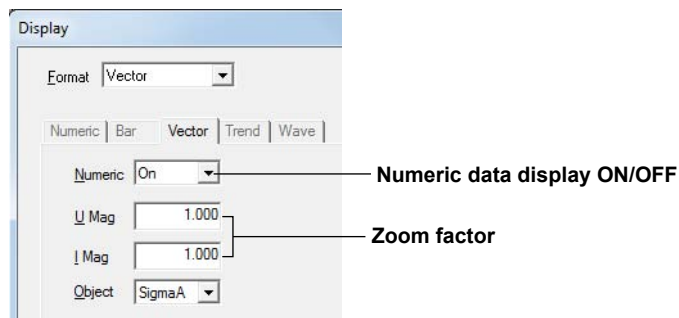 Display
Format Vector
Numeric Bar Vector Trend Wave
Numeric On Numeric data display ON/OFF
U Mag 1.000
Zoom factor
I Mag 1.000
Object SigmaA